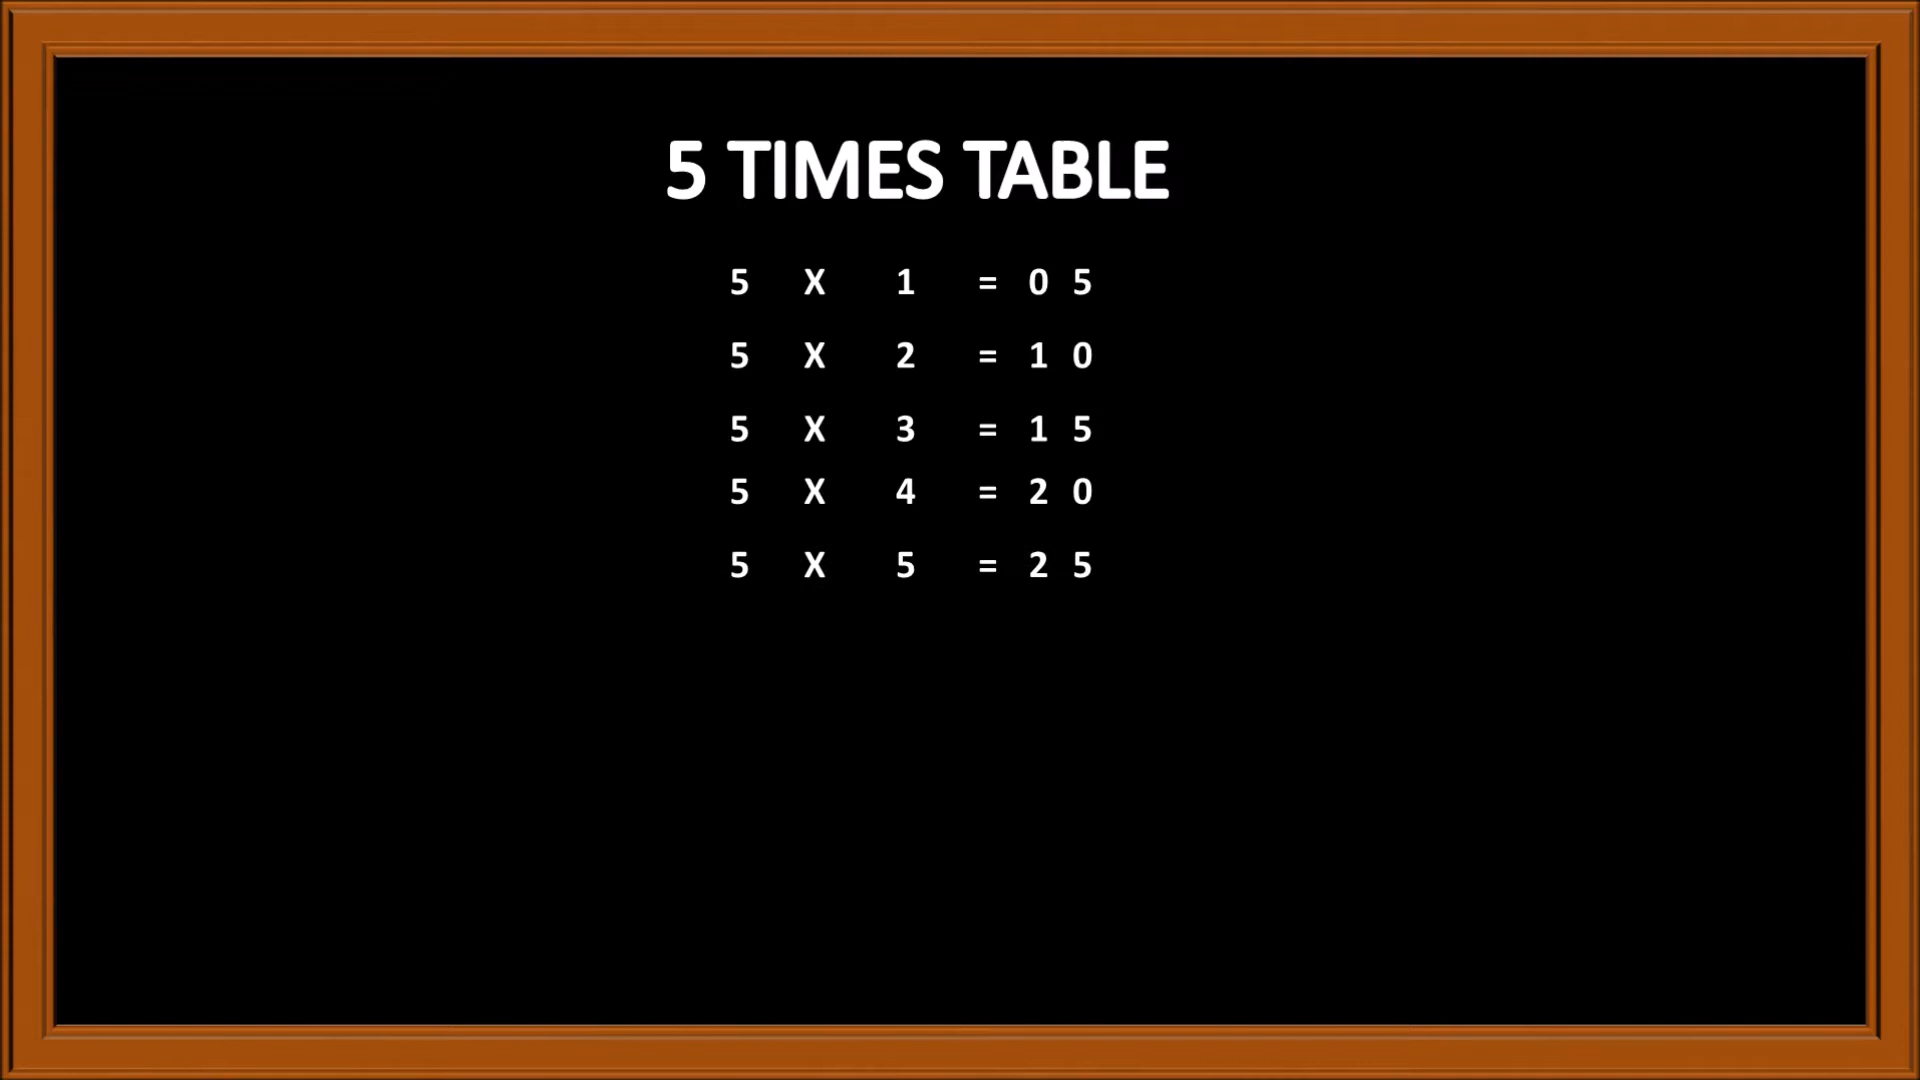 5 TIMES TABLE
5 X 1 = 0 5
5 X 2 = 1 0
5 X 3 = 1 5
5 X 4 = 2 0
5 X 5 = 2 5